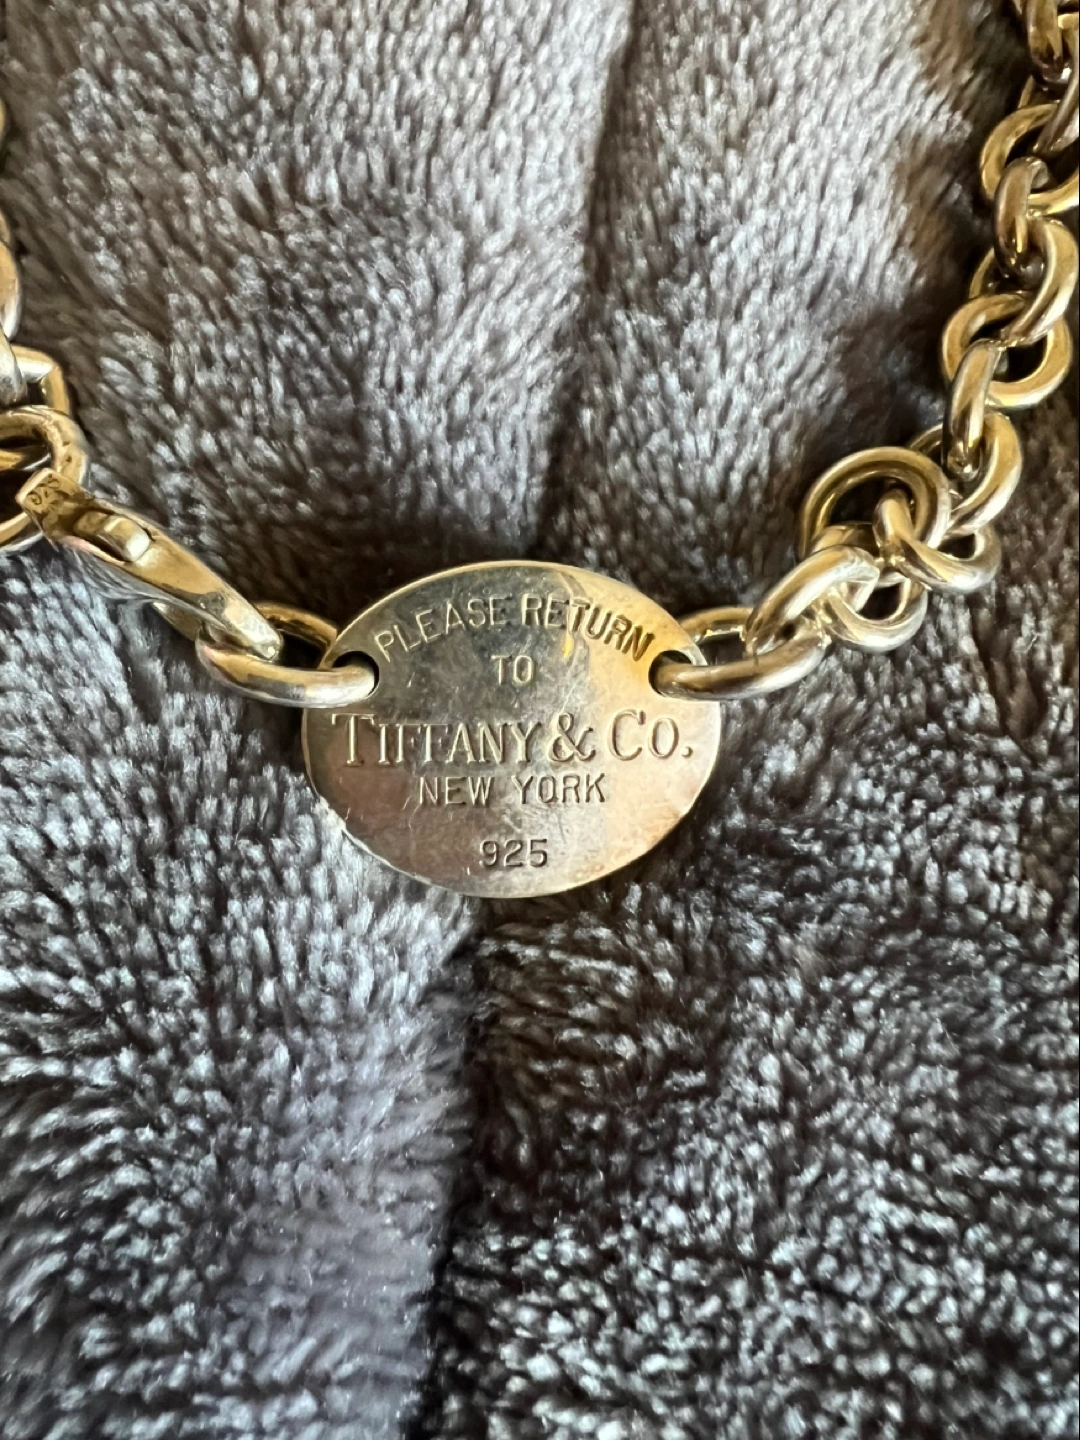 PLEASE RETURN
TO
TIFFANY & CO.
NEW YORK
925